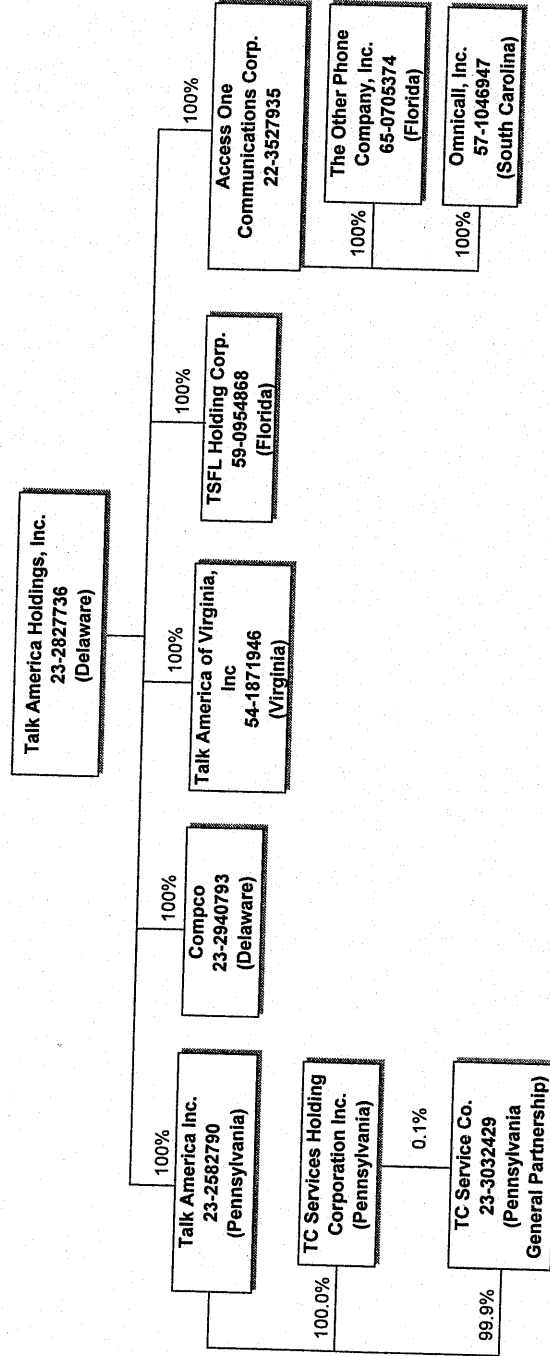 Talk America Holdings, Inc.
23-2827736
(Delaware)
100%
Talk America Inc.
23-2582790
(Pennsylvania)
100%
Compco
23-2940793
(Delaware)
100%
Talk America of Virginia,
Inc
54-1871946
(Virginia)
100%
TSFL Holding Corp.
59-0954868
(Florida)
100%
Access One
Communications Corp.
22-3527935
100.0%
TC Services Holding
Corporation Inc.
(Pennsylvania)
0.1%
99.9%
TC Service Co.
23-3032429
(Pennsylvania
General Partnership)
100%
The Other Phone
Company, Inc.
65-0705374
(Florida)
100%
Omnicall, Inc.
57-1046947
(South Carolina)